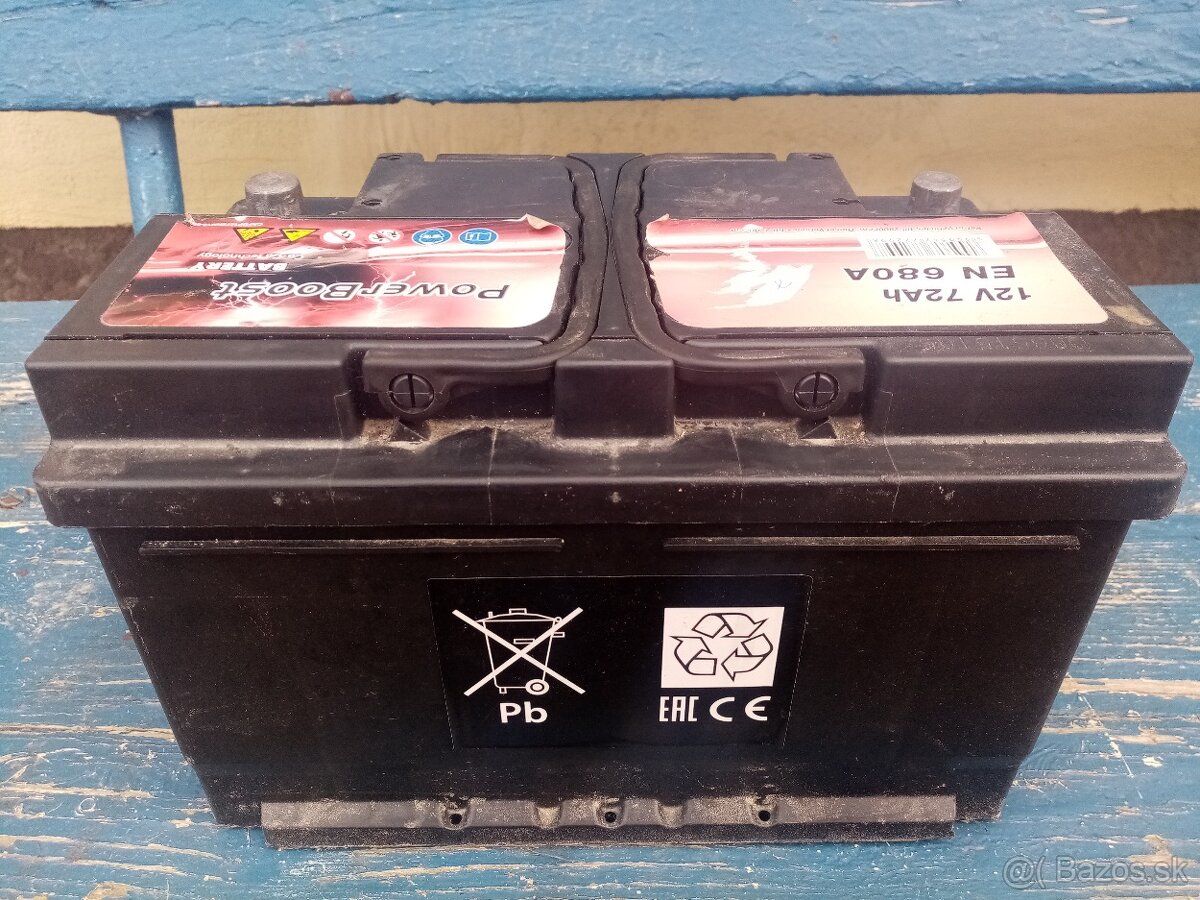 PowerBoost
BATTERY
12V 72Ah
EN 680A
Pb
EAC CE
@( Bazos.sk